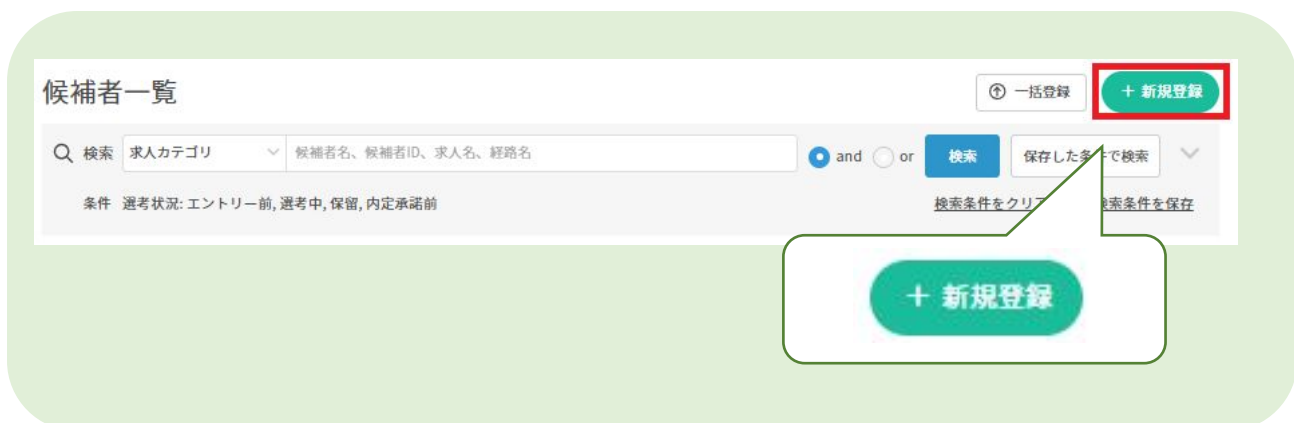 候補者一覧
一括登録
+ 新規登録
検索 求人カテゴリ 候補者名、候補者ID、求人名、経路名 and or 検索 保存した条件で検索
条件 選考状況: エントリー前, 選考中, 保留, 内定承諾前 検索条件をクリア 検索条件を保存
+ 新規登録